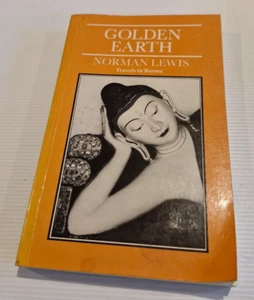 GOLDEN
EARTH
NORMAN LEWIS
Travels in Burma